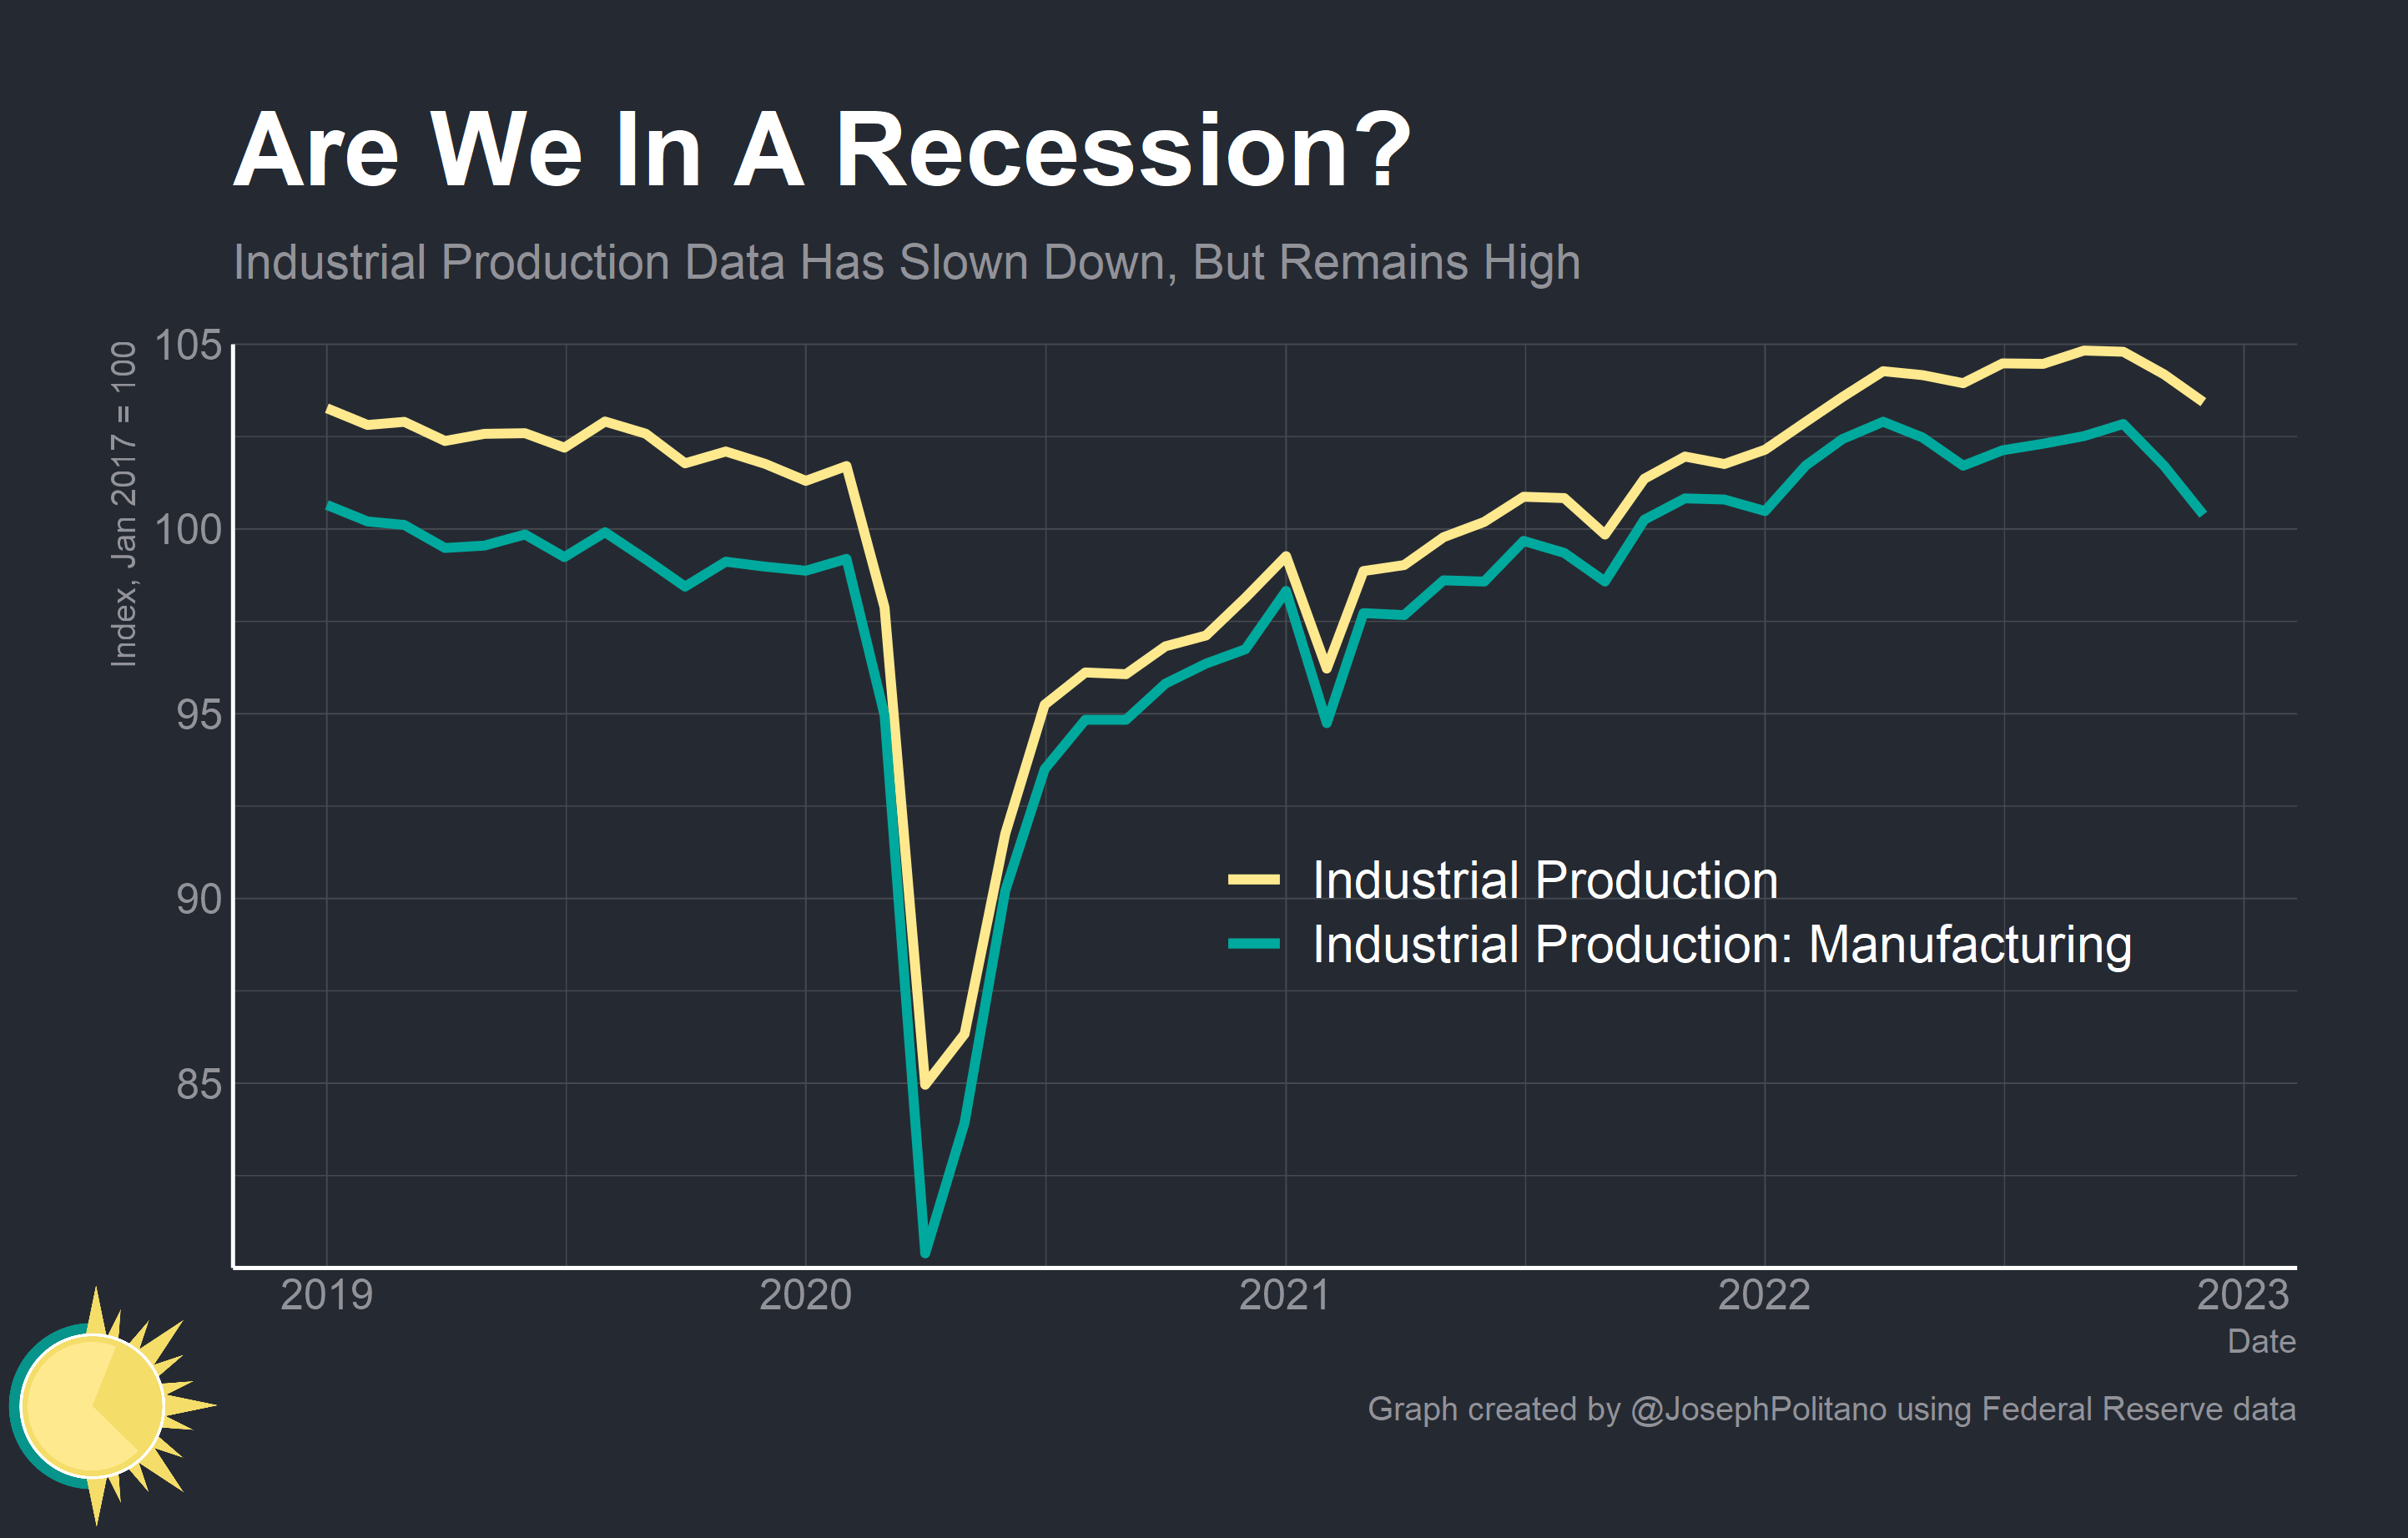 Are We In A Recession?
Industrial Production Data Has Slown Down, But Remains High
Index, Jan 2017 = 100
105
100
95
90
85
Industrial Production
Industrial Production: Manufacturing
2019 2020 2021 2022 2023
Date
Graph created by @JosephPolitano using Federal Reserve data